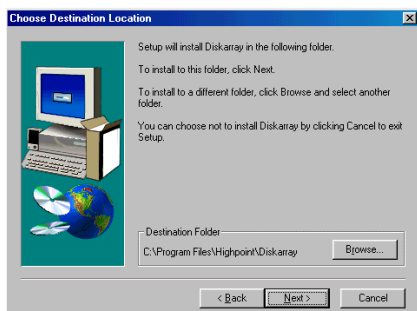 Choose Destination Location
Setup will install Diskarray in the following folder.
To install to this folder, click Next.
To install to a different folder, click Browse and select another
folder.
You can choose not to install Diskarray by clicking Cancel to exit
Setup.
Destination Folder
C:\Program Files\Highpoint\Diskarray
Browse...
< Back
Next >
Cancel